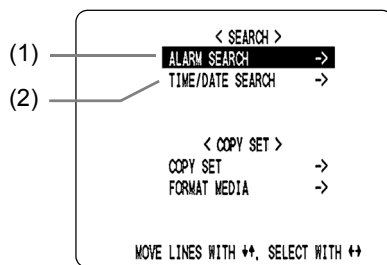 < SEARCH >
(1) ALARM SEARCH ->
(2) TIME/DATE SEARCH ->
< COPY SET >
COPY SET ->
FORMAT MEDIA ->
MOVE LINES WITH ↓↑, SELECT WITH ←→